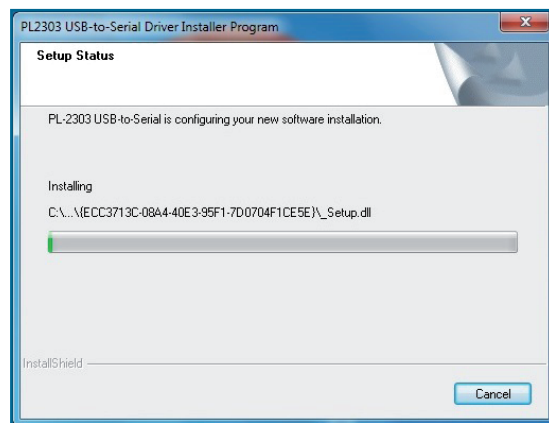 PL2303 USB-to-Serial Driver Installer Program
Setup Status
PL-2303 USB-to-Serial is configuring your new software installation.
Installing
C:\...\{ECC3713C-08A4-40E3-95F1-7D0704F1CE5E}\_Setup.dll
InstallShield
Cancel